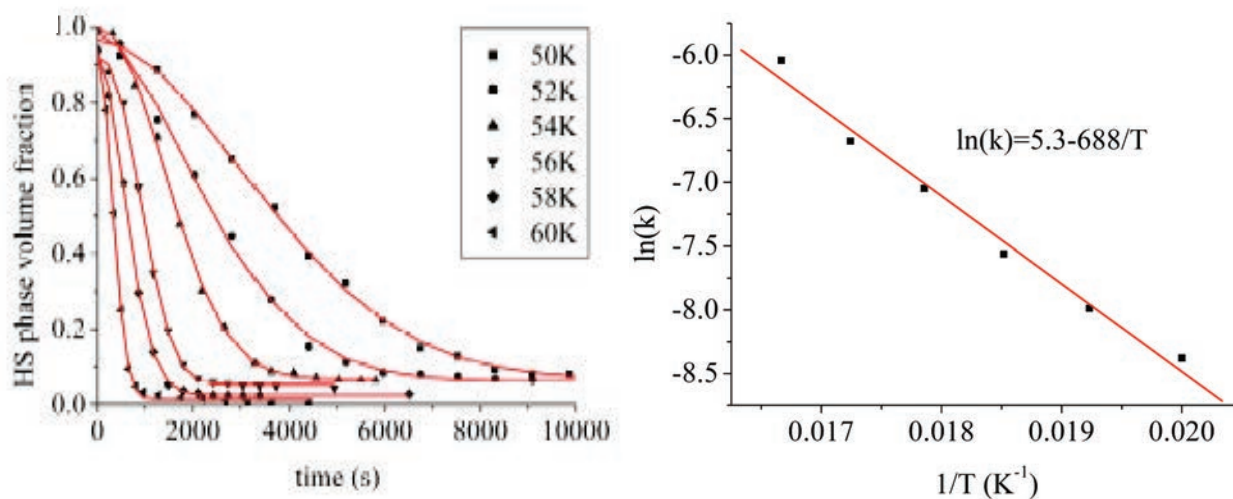 HS phase volume fraction
1.0
0.8
0.6
0.4
0.2
0.0
0
2000
4000
6000
8000
10000
time (s)
50K
52K
54K
56K
58K
60K
ln(k)
-6.0
-6.5
-7.0
-7.5
-8.0
-8.5
ln(k)=5.3-688/T
0.017
0.018
0.019
0.020
1/T (K⁻¹)